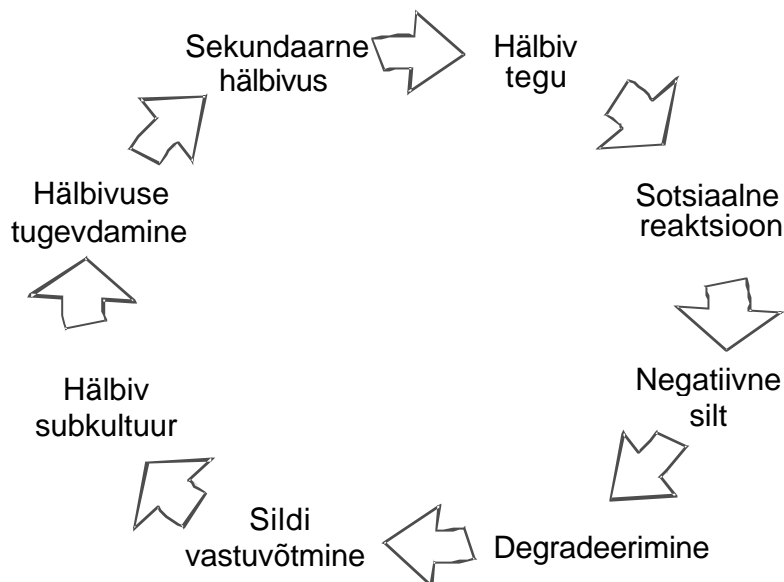 Sekundaarne
hälbivus
Hälbiv
tegu
Sotsiaalne
reaktsioon
Negatiivne
silt
Degradeerimine
Sildi
vastuvõtmine
Hälbiv
subkultuur
Hälbivuse
tugevdamine